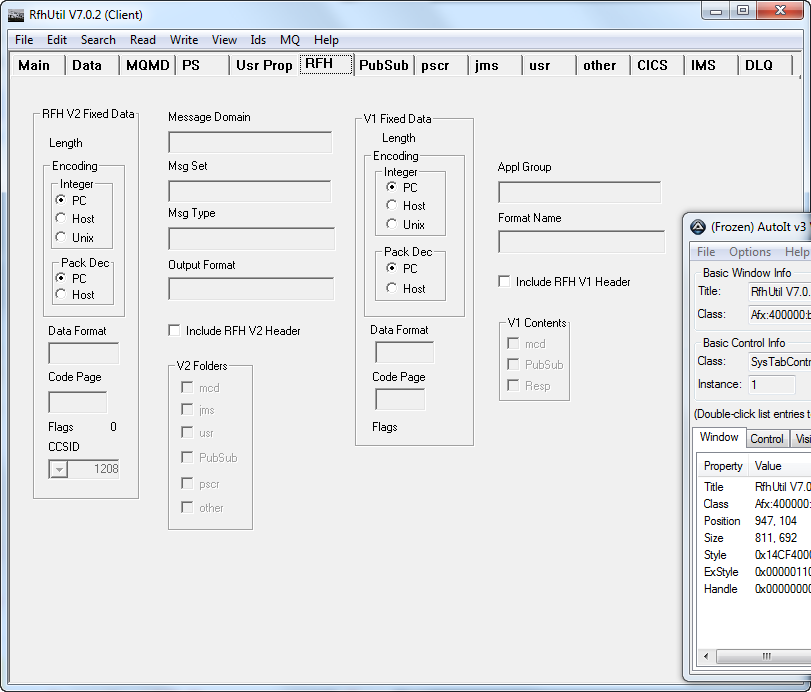 RfhUtil V7.0.2 (Client)
File Edit Search Read Write View Ids MQ Help
Main Data MQMD PS Usr Prop RFH PubSub pscr jms usr other CICS IMS DLQ
RFH V2 Fixed Data
Length
Encoding
Integer
PC
Host
Unix
Pack Dec
PC
Host
Data Format
Code Page
Flags 0
CCSID
1208
Message Domain
Msg Set
Msg Type
Output Format
Include RFH V2 Header
V2 Folders
mcd
jms
usr
PubSub
pscr
other
V1 Fixed Data
Length
Encoding
Integer
PC
Host
Unix
Pack Dec
PC
Host
Data Format
Code Page
Flags
Appl Group
Format Name
Include RFH V1 Header
V1 Contents
mcd
PubSub
Resp
(Frozen) AutoIt v3
File Options Help
Basic Window Info
Title: RfhUtil V7.0.
Class: Afx:400000:b
Basic Control Info
Class: SysTabContr
Instance: 1
(Double-click list entries to
Window Control Visi
Property Value
Title RfhUtil V7.0
Class Afx:400000:
Position 947, 104
Size 811, 692
Style 0x14CF4000
ExStyle 0x00000110
Handle 0x00000000